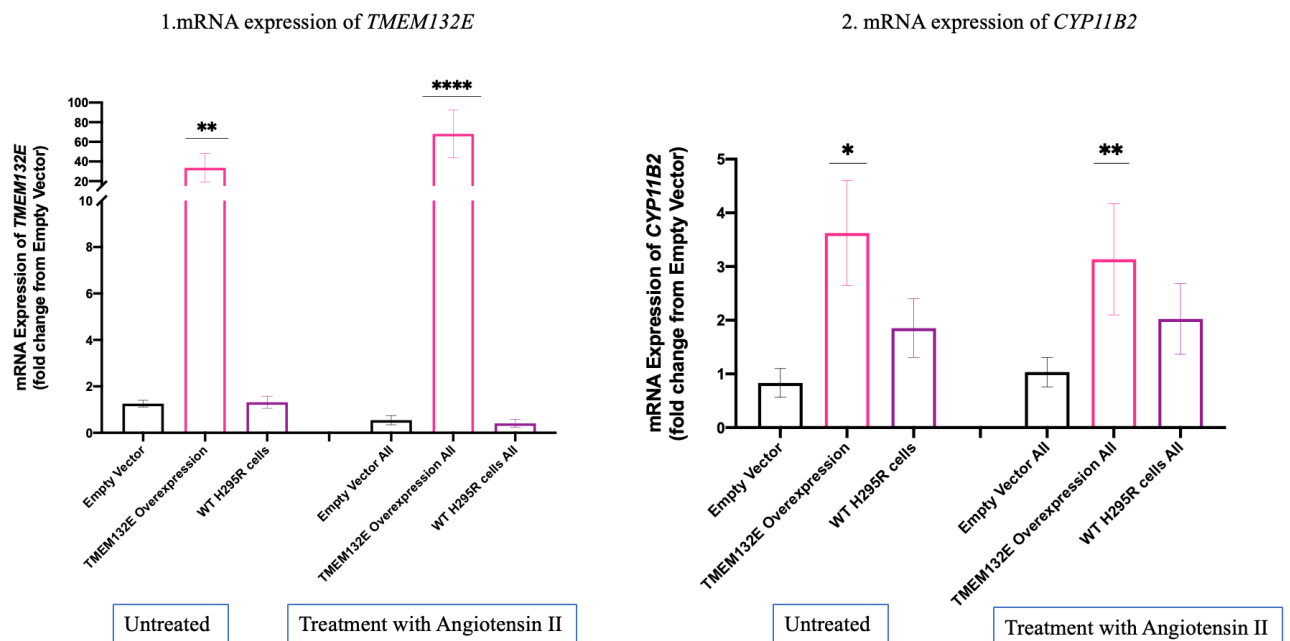 1.mRNA expression of TMEM132E
mRNA Expression of TMEM132E
(fold change from Empty Vector)
100
80
60
40
20
10
8
6
4
2
0
**
****
Empty Vector
TMEM132E Overexpression
WT H295R cells
Empty Vector AII
TMEM132E Overexpression AII
WT H295R cells AII
Untreated
Treatment with Angiotensin II
2. mRNA expression of CYP11B2
mRNA Expression of CYP11B2
(fold change from Empty Vector)
5
4
3
2
1
0
*
**
Empty Vector
TMEM132E Overexpression
WT H295R cells
Empty Vector AII
TMEM132E Overexpression AII
WT H295R cells AII
Untreated
Treatment with Angiotensin II